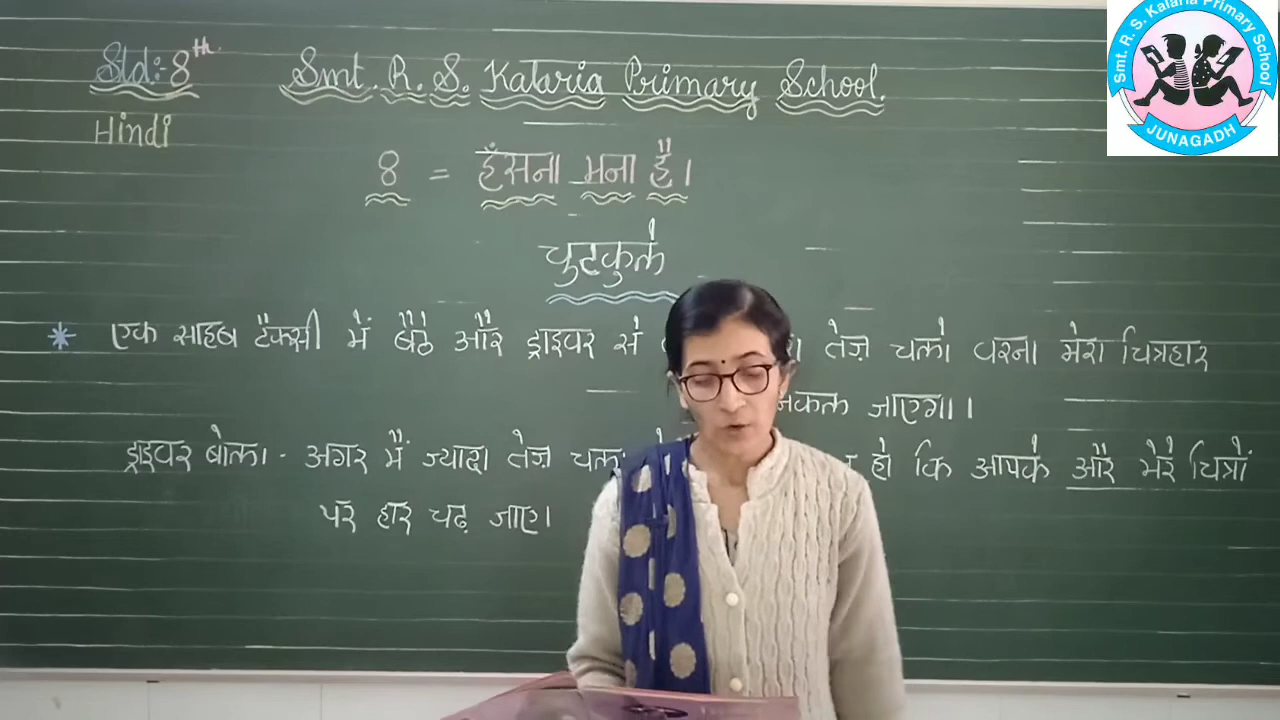 Std:- 8th
Smt. R. S. Kalaria Primary School.
Hindi
8 = हँसना मना है।
चुटकुले
एक साहब टैक्सी में बैठे और ड्राइवर से तेज़ चलो वरना मेरा चित्रहार
जाएगा।
ड्राइवर बोला - अगर मैं ज्यादा तेज़ हो कि आपके और मेरे चित्रों
पर हार चढ़ जाए।
Smt. R. S. Kalaria Primary School
JUNAGADH